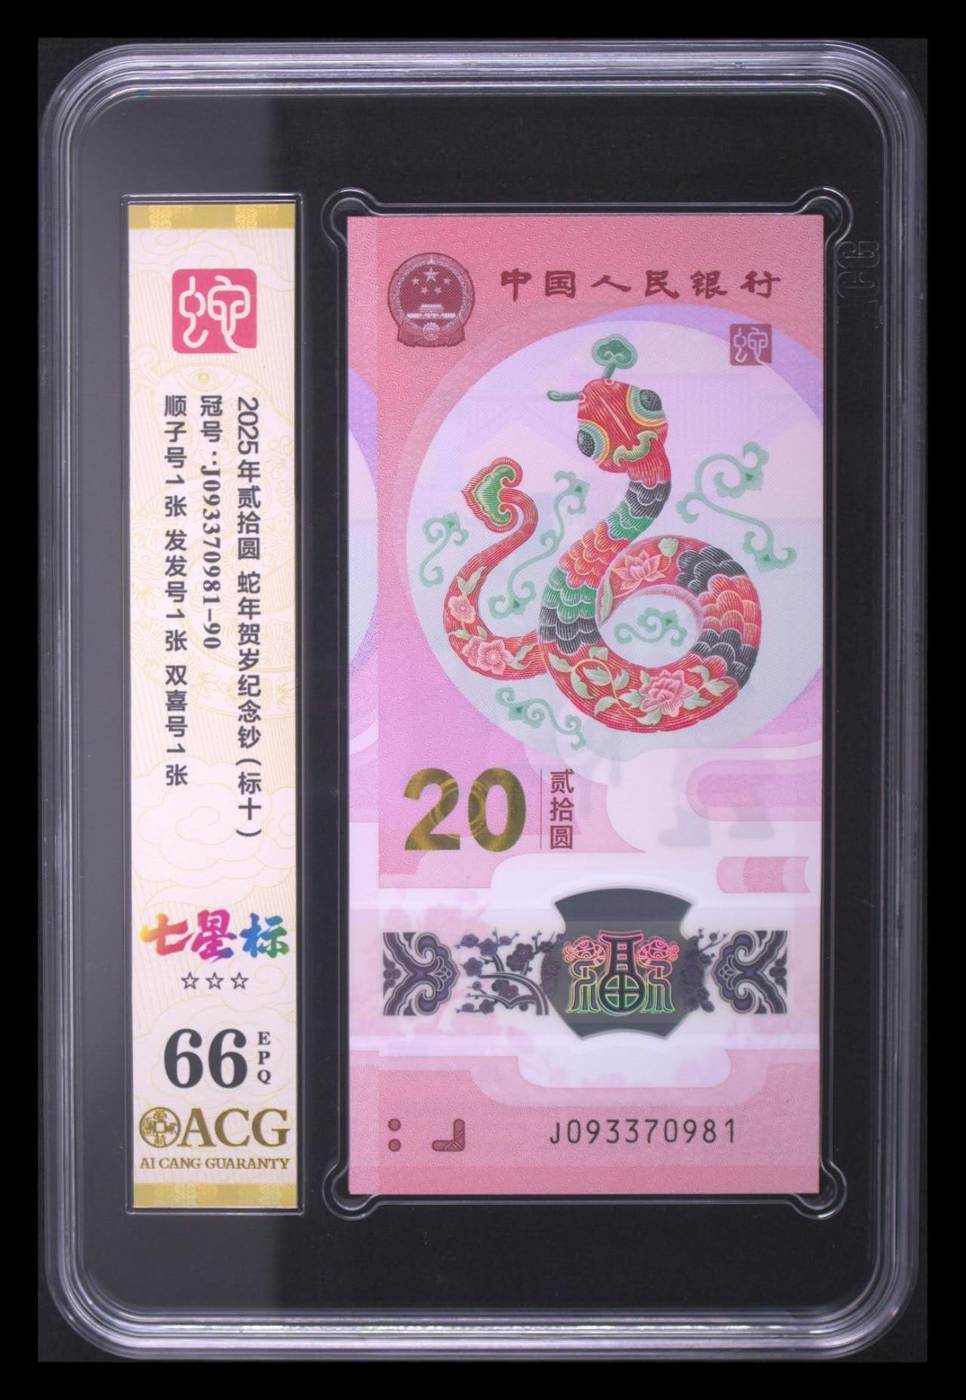 蛇
2025年贰拾圆 蛇年贺岁纪念钞(标十)
冠号:J093370981-90
顺子号1张 发发号1张 双喜号1张
七星标
☆☆☆
66 EPQ
ACG
AI CANG GUARANTY
中国人民银行
蛇
20 贰拾圆
福
J093370981